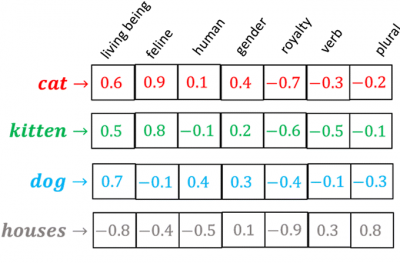 living being feline human gender royalty verb plural
cat → 0.6 0.9 0.1 0.4 −0.7 −0.3 −0.2
kitten → 0.5 0.8 −0.1 0.2 −0.6 −0.5 −0.1
dog → 0.7 −0.1 0.4 0.3 −0.4 −0.1 −0.3
houses → −0.8 −0.4 −0.5 0.1 −0.9 0.3 0.8